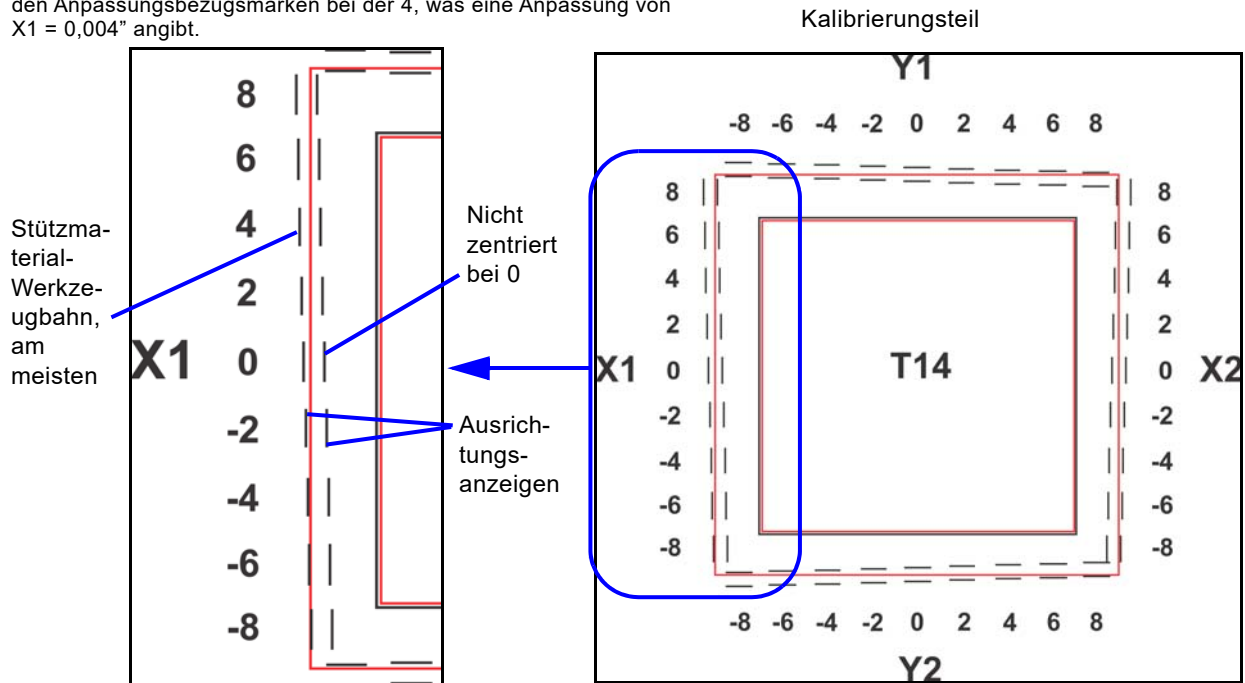 den Anpassungsbezugsmarken bei der 4, was eine Anpassung von
X1 = 0,004” angibt.
Kalibrierungsteil
8
6
4
2
X1 0
-2
-4
-6
-8
Stützma-
terial-
Werkze-
ugbahn,
am
meisten
Nicht
zentriert
bei 0
Ausrich-
tungs-
anzeigen
Y1
-8 -6 -4 -2 0 2 4 6 8
8 8
6 6
4 4
2 2
X1 0 T14 0 X2
-2 -2
-4 -4
-6 -6
-8 -8
-8 -6 -4 -2 0 2 4 6 8
Y2